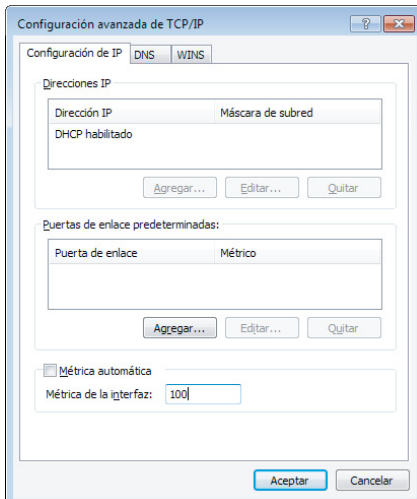 Configuración avanzada de TCP/IP
Configuración de IP DNS WINS
Direcciones IP
Dirección IP Máscara de subred
DHCP habilitado
Agregar... Editar... Quitar
Puertas de enlace predeterminadas:
Puerta de enlace Métrico
Agregar... Editar... Quitar
Métrica automática
Métrica de la interfaz: 100
Aceptar Cancelar